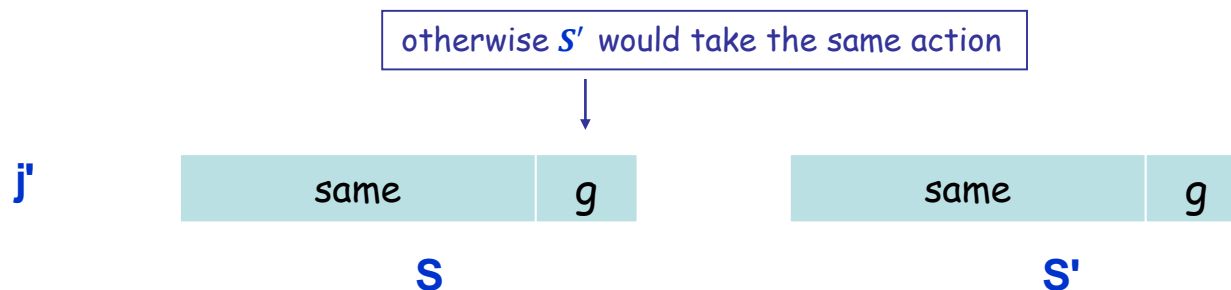 otherwise S′ would take the same action
j' same g same g
S S'